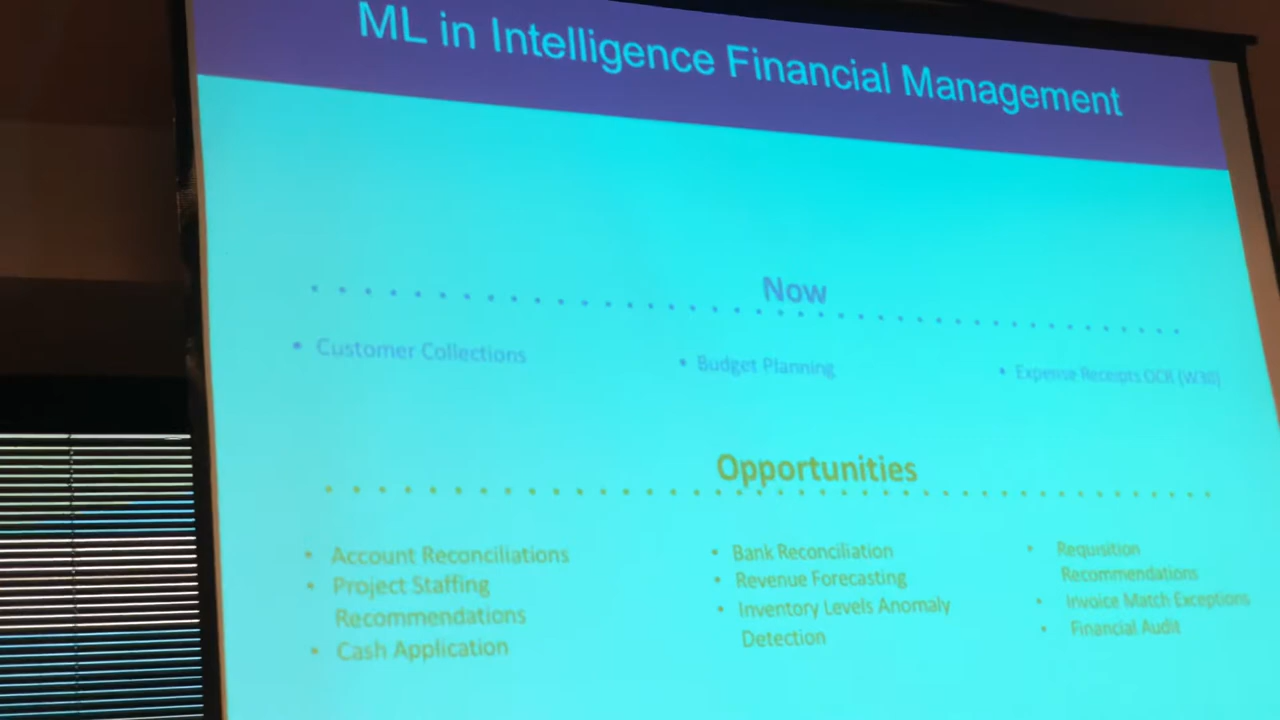 ML in Intelligence Financial Management
Now
• Customer Collections
• Budget Planning
• Expense Receipts OCR (W30)
Opportunities
• Account Reconciliations
• Project Staffing
Recommendations
• Cash Application
• Bank Reconciliation
• Revenue Forecasting
• Inventory Levels Anomaly
Detection
• Requisition
Recommendations
• Invoice Match Exceptions
• Financial Audit